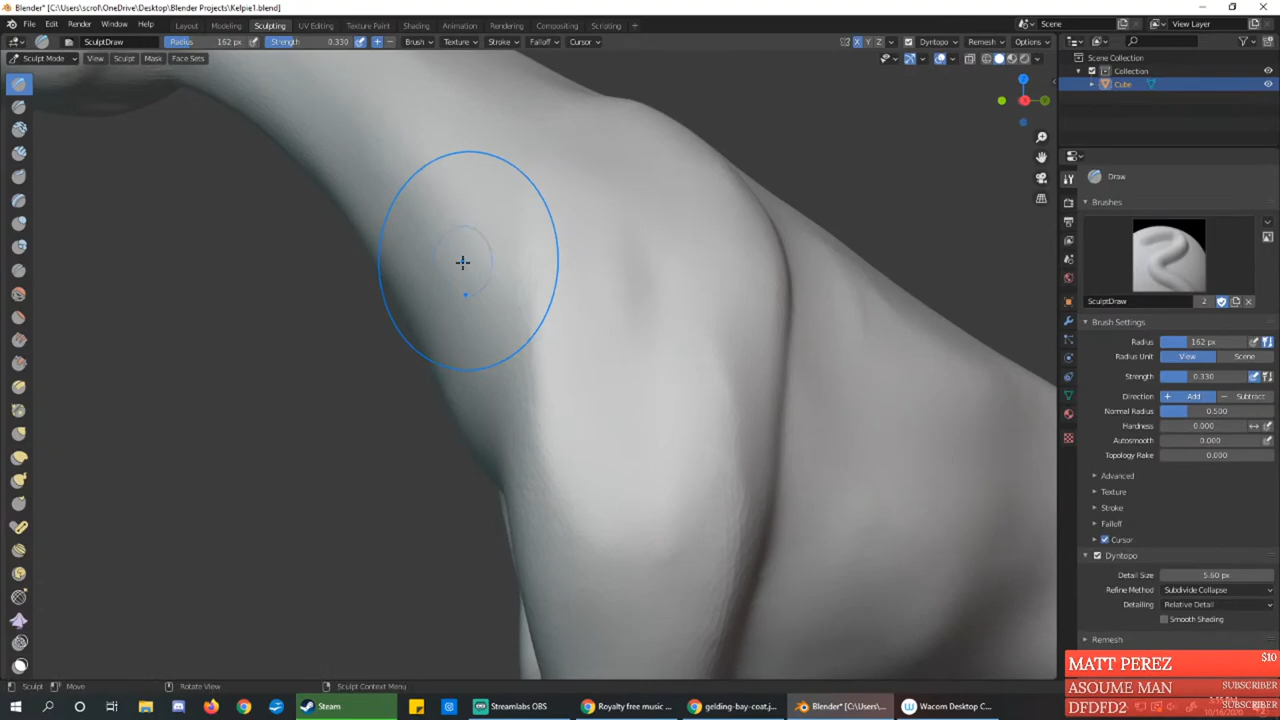 Blender* [C:\Users\scrof\OneDrive\Desktop\Blender Projects\Kelpie1.blend]
File Edit Render Window Help Layout Modeling Sculpting UV Editing Texture Paint Shading Animation Rendering Compositing Scripting + Scene View Layer
SculptDraw Radius 162 px Strength 0.330 Brush Texture Stroke Falloff Cursor X Y Z Dyntopo Remesh Options
Sculpt Mode View Sculpt Mask Face Sets
Scene Collection
Collection
Cube
Draw
Brushes
SculptDraw 2
Brush Settings
Radius 162 px
Radius Unit View Scene
Strength 0.330
Direction + Add − Subtract
Normal Radius 0.500
Hardness 0.000
Autosmooth 0.000
Topology Rake 0.000
Advanced
Texture
Stroke
Falloff
Cursor
Dyntopo
Detail Size 5.60 px
Refine Method Subdivide Collapse
Detailing Relative Detail
Smooth Shading
Remesh
MATT PEREZ $10
ASOUME MAN SUBSCRIBER
DFDFD2 SUBSCRIBER
10/16/2020
Sculpt Move Rotate View Sculpt Context Menu
Steam Streamlabs OBS Royalty free music ... gelding-bay-coat.j... Blender* [C:\Users\... Wacom Desktop C...